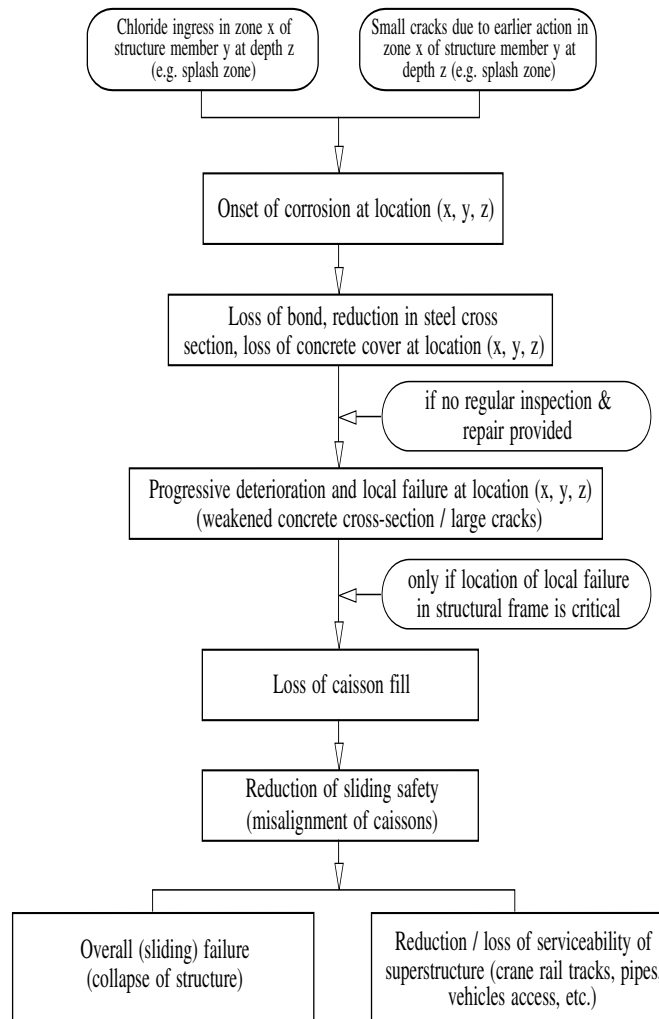 Chloride ingress in zone x of
structure member y at depth z
(e.g. splash zone)
Small cracks due to earlier action in
zone x of structure member y at
depth z (e.g. splash zone)
Onset of corrosion at location (x, y, z)
Loss of bond, reduction in steel cross
section, loss of concrete cover at location (x, y, z)
if no regular inspection &
repair provided
Progressive deterioration and local failure at location (x, y, z)
(weakened concrete cross-section / large cracks)
only if location of local failure
in structural frame is critical
Loss of caisson fill
Reduction of sliding safety
(misalignment of caissons)
Overall (sliding) failure
(collapse of structure)
Reduction / loss of serviceability of
superstructure (crane rail tracks, pipes,
vehicles access, etc.)